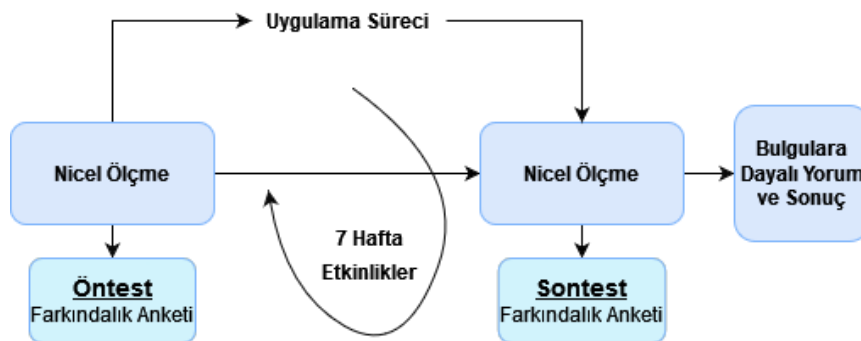 Uygulama Süreci
Nicel Ölçme
Nicel Ölçme
Bulgulara
Dayalı Yorum
ve Sonuç
7 Hafta
Etkinlikler
Öntest
Farkındalık Anketi
Sontest
Farkındalık Anketi